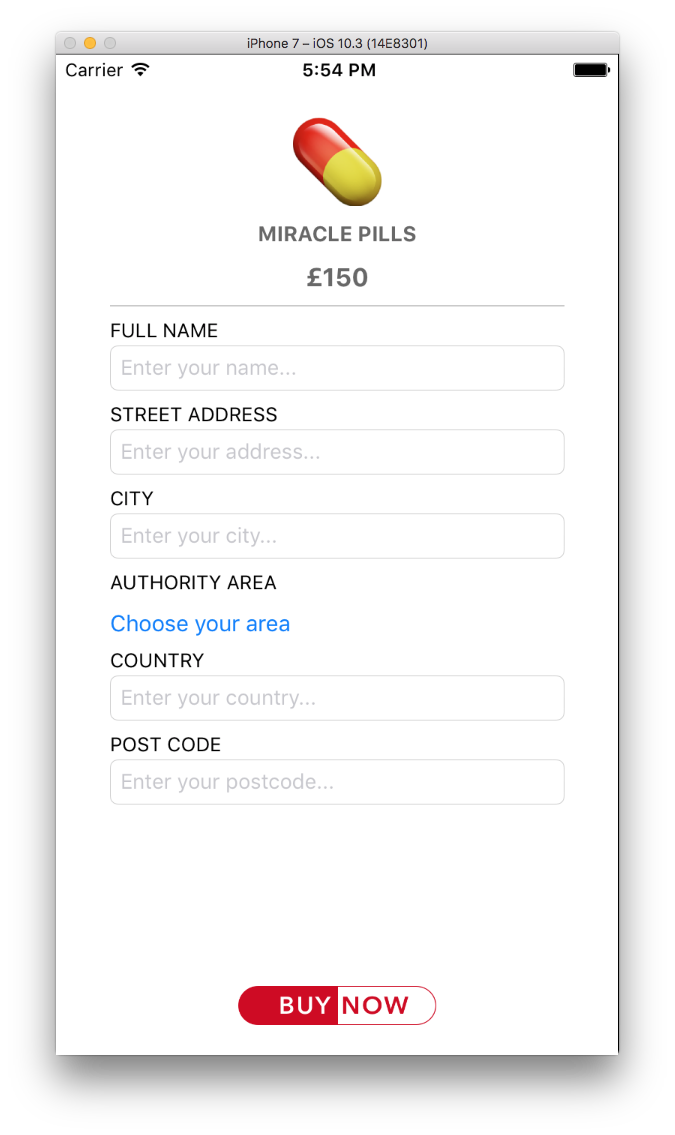 iPhone 7 – iOS 10.3 (14E8301)
Carrier 5:54 PM
MIRACLE PILLS
£150
FULL NAME
Enter your name...
STREET ADDRESS
Enter your address...
CITY
Enter your city...
AUTHORITY AREA
Choose your area
COUNTRY
Enter your country...
POST CODE
Enter your postcode...
BUY NOW